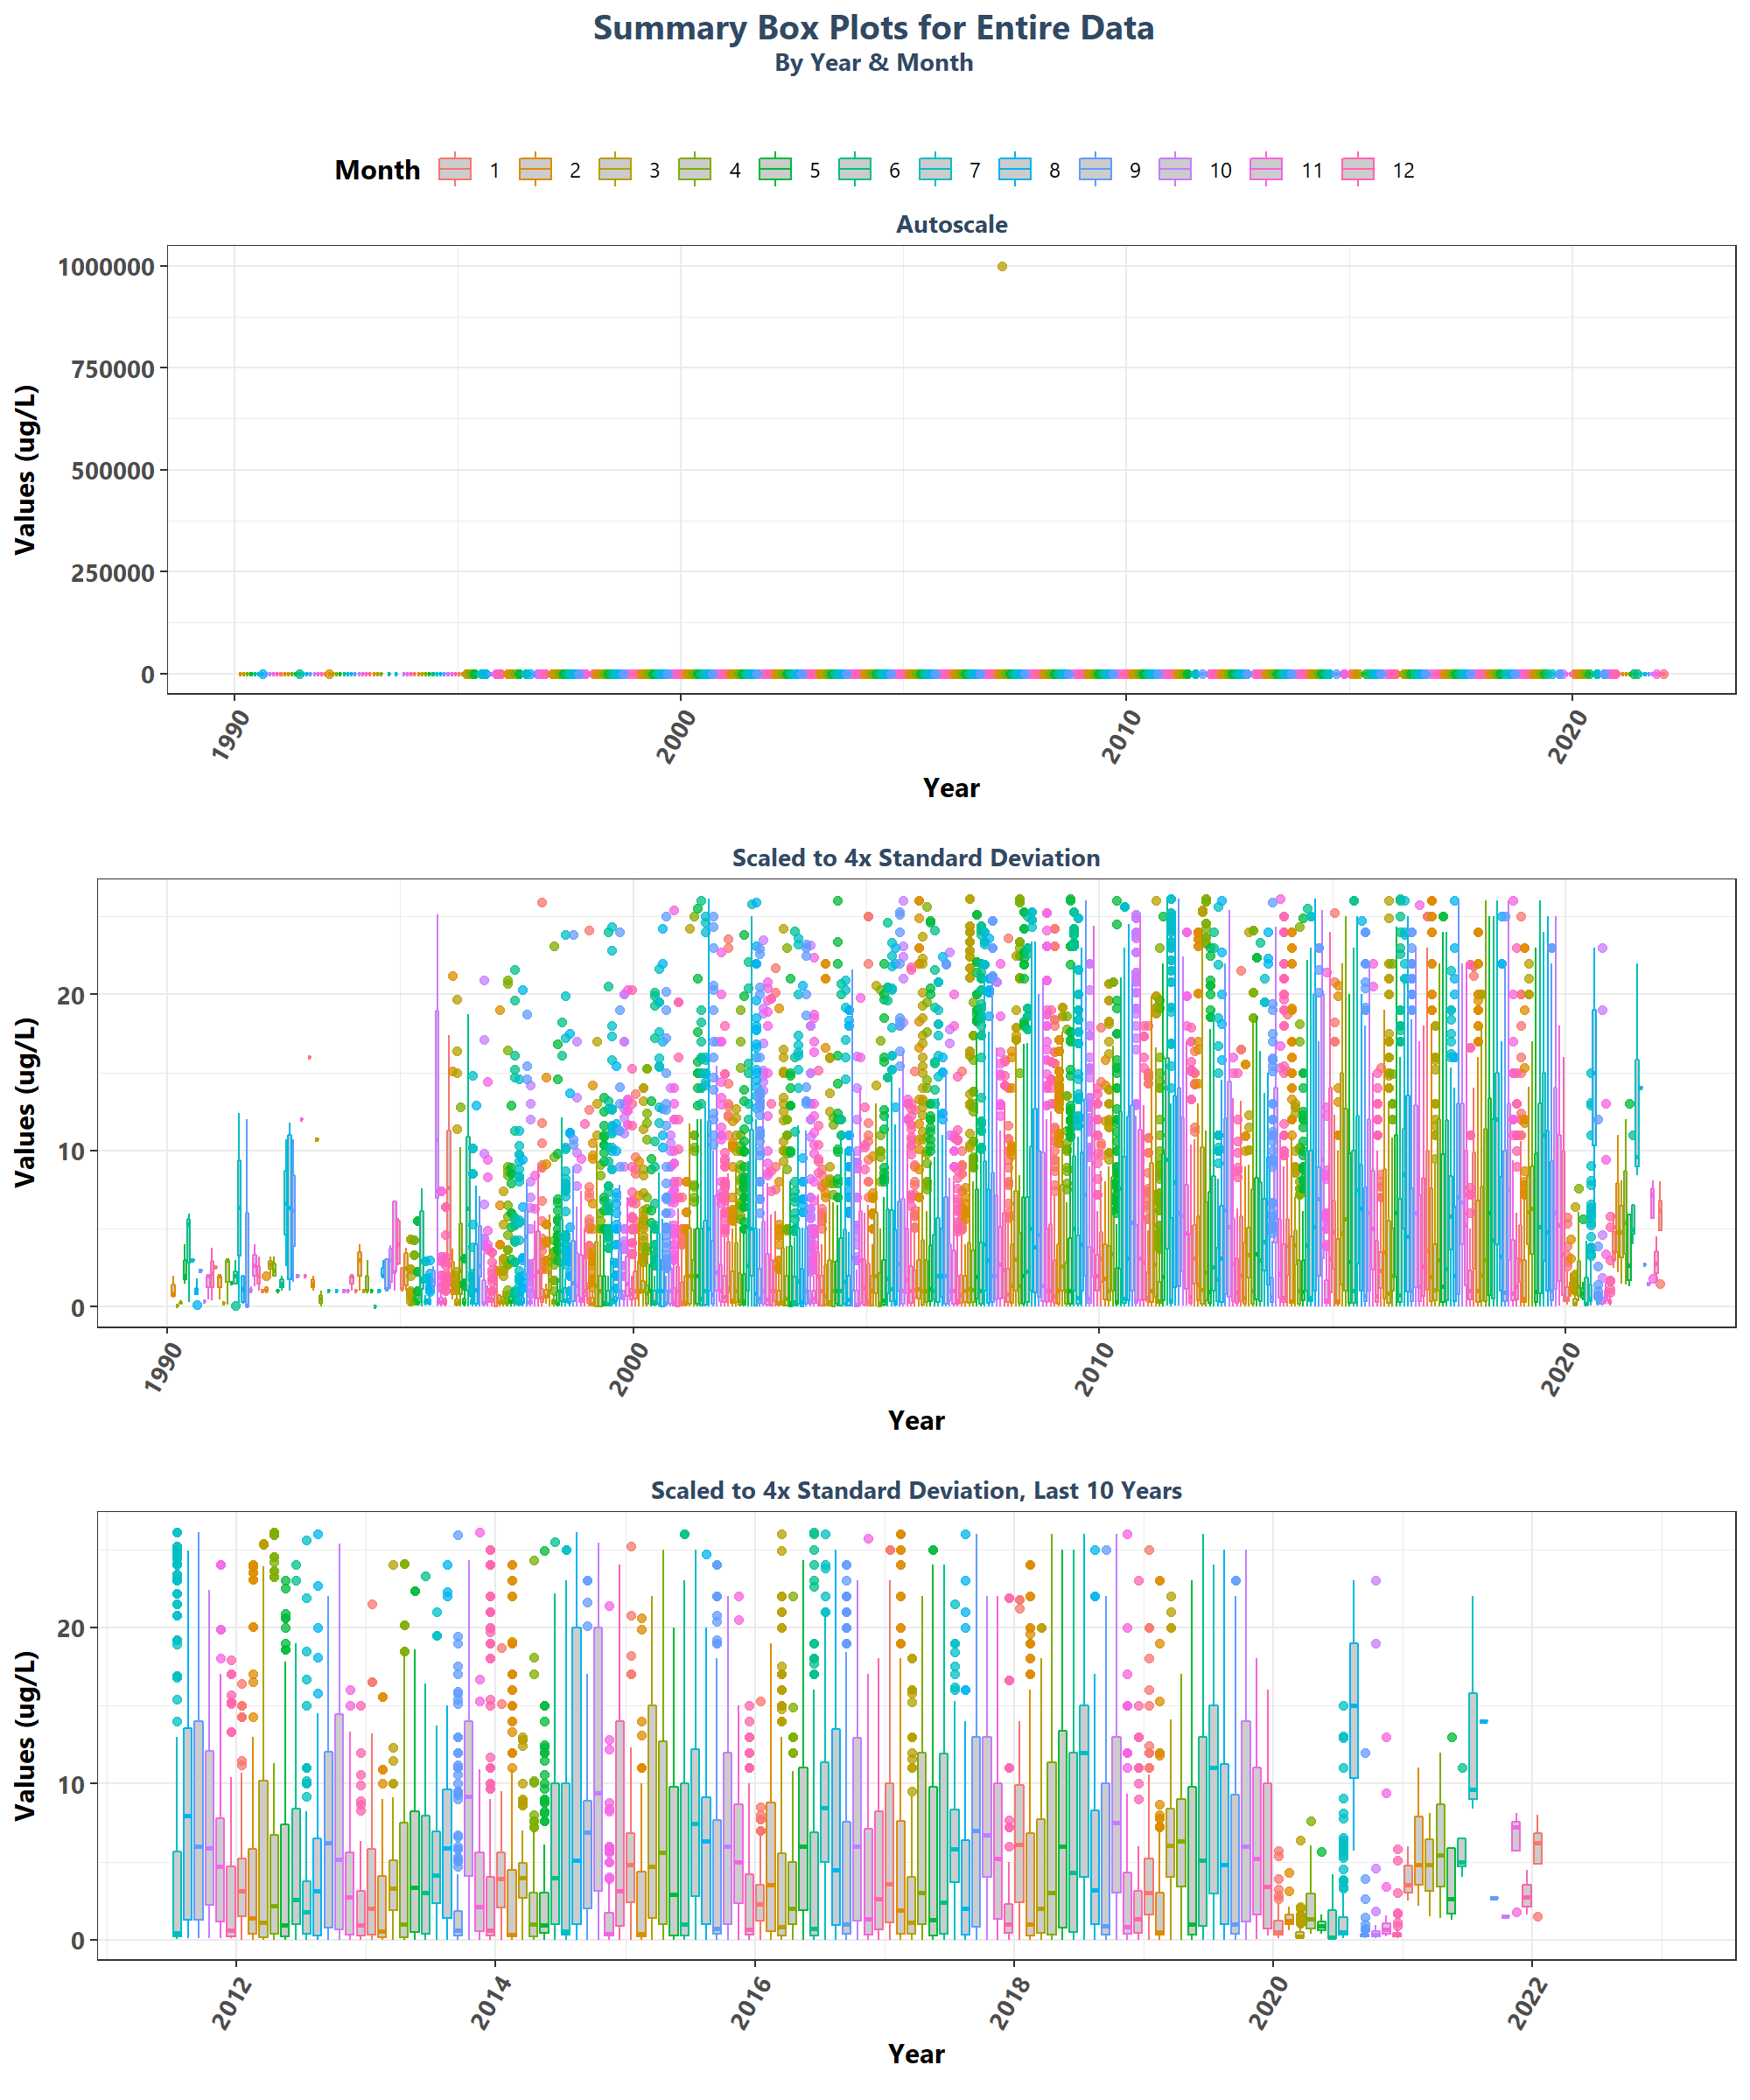 Summary Box Plots for Entire Data
By Year & Month
Month 1 2 3 4 5 6 7 8 9 10 11 12
Autoscale
Values (ug/L)
1000000
750000
500000
250000
0
1990 2000 2010 2020
Year
Scaled to 4x Standard Deviation
Values (ug/L)
20
10
0
1990 2000 2010 2020
Year
Scaled to 4x Standard Deviation, Last 10 Years
Values (ug/L)
20
10
0
2012 2014 2016 2018 2020 2022
Year